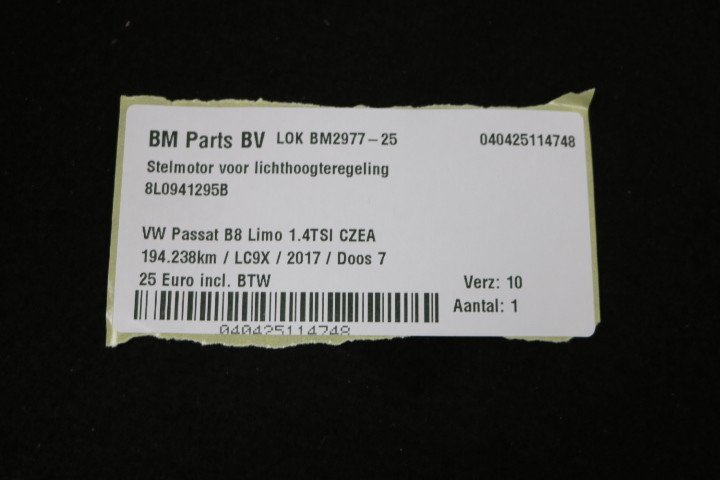 BM Parts BV LOK BM2977-25 040425114748
Stelmotor voor lichthoogteregeling
8L0941295B
VW Passat B8 Limo 1.4TSI CZEA
194.238km / LC9X / 2017 / Doos 7
25 Euro incl. BTW Verz: 10
Aantal: 1
040425114748